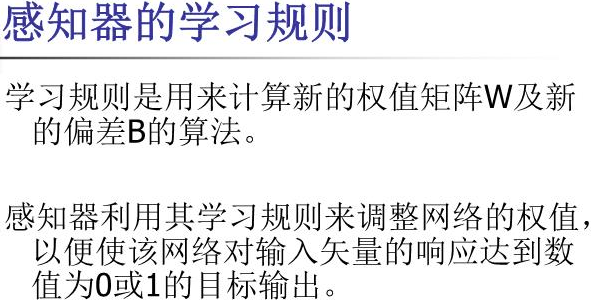 感知器的学习规则
学习规则是用来计算新的权值矩阵W及新
的偏差B的算法。
感知器利用其学习规则来调整网络的权值，
以便使该网络对输入矢量的响应达到数
值为0或1的目标输出。